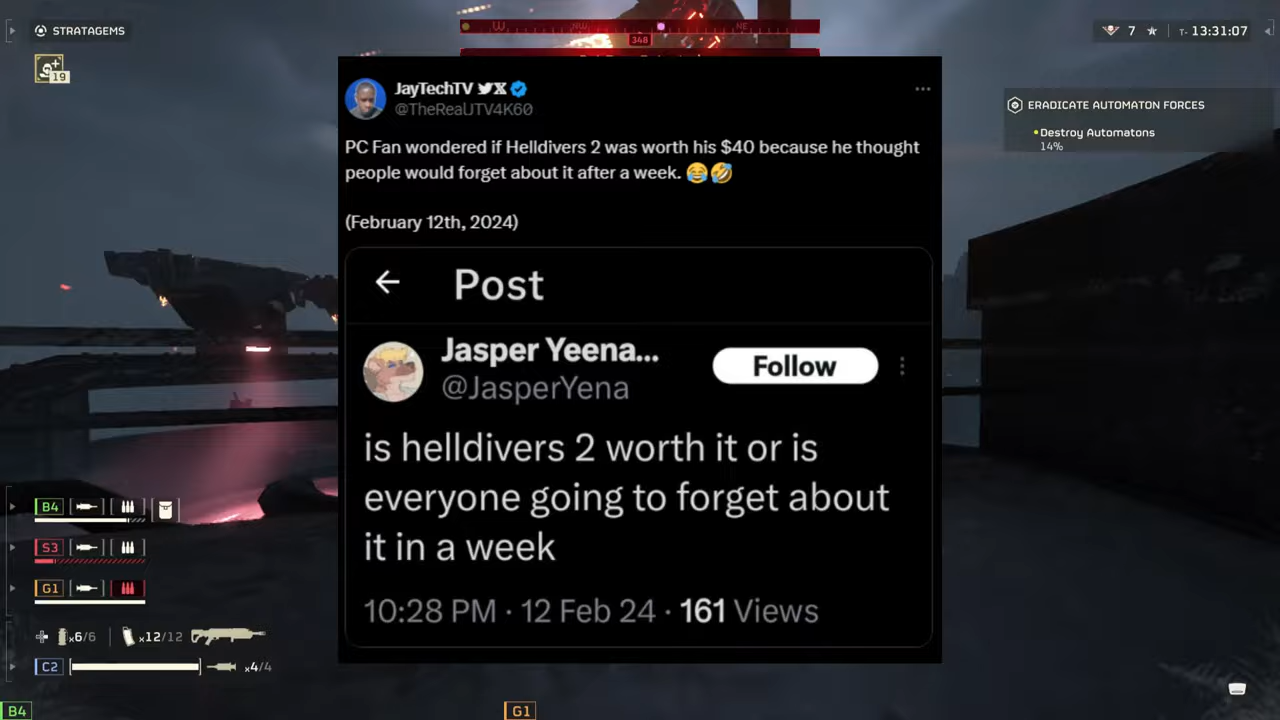 STRATAGEMS
19
W
NW
NE
348
7
T- 13:31:07
ERADICATE AUTOMATON FORCES
Destroy Automatons
14%
JayTechTV
@TheRealJTV4K60
PC Fan wondered if Helldivers 2 was worth his $40 because he thought
people would forget about it after a week. 😂🤣
(February 12th, 2024)
Post
Jasper Yeena...
@JasperYena
Follow
is helldivers 2 worth it or is
everyone going to forget about
it in a week
10:28 PM · 12 Feb 24 · 161 Views
B4
S3
G1
x6/6
x12/12
C2
x4/4
B4
G1